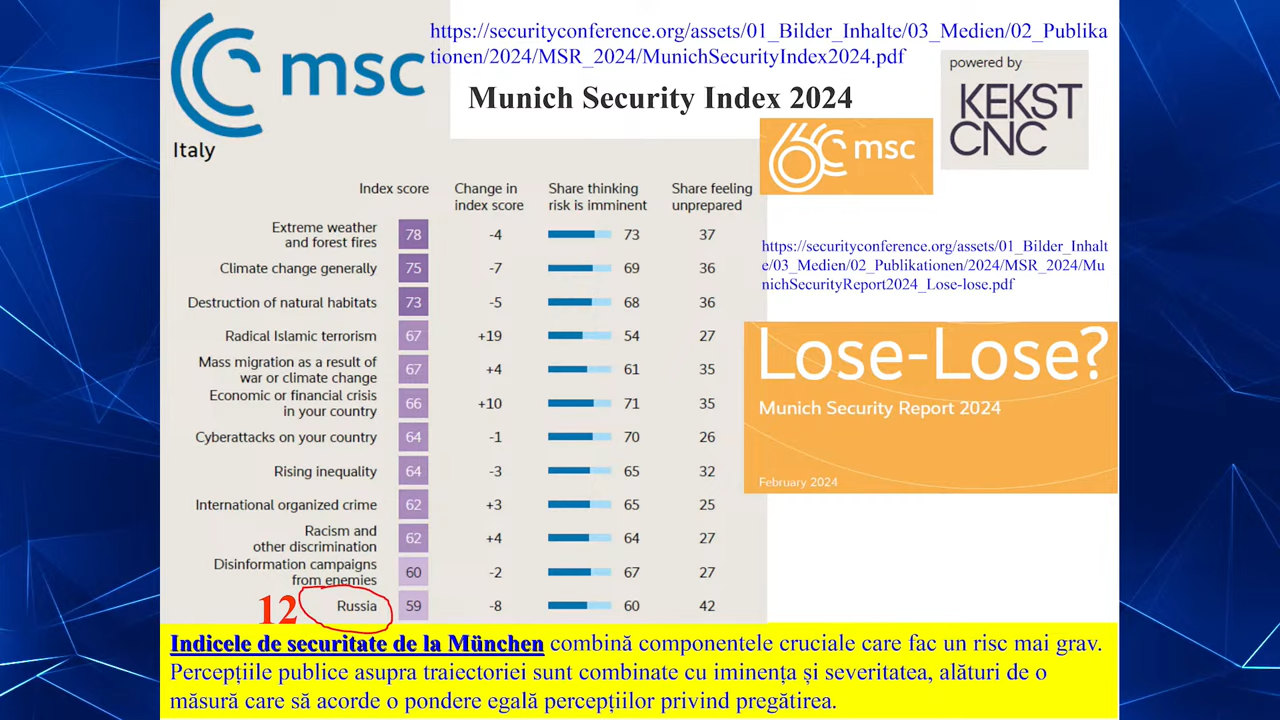 msc
https://securityconference.org/assets/01_Bilder_Inhalte/03_Medien/02_Publika
tionen/2024/MSR_2024/MunichSecurityIndex2024.pdf
Munich Security Index 2024
powered by
KEKST
CNC
60 msc
Italy
Index score
Change in
index score
Share thinking
risk is imminent
Share feeling
unprepared
Extreme weather
and forest fires 78 -4 73 37
Climate change generally 75 -7 69 36
Destruction of natural habitats 73 -5 68 36
Radical Islamic terrorism 67 +19 54 27
Mass migration as a result of
war or climate change 67 +4 61 35
Economic or financial crisis
in your country 66 +10 71 35
Cyberattacks on your country 64 -1 70 26
Rising inequality 64 -3 65 32
International organized crime 62 +3 65 25
Racism and
other discrimination 62 +4 64 27
Disinformation campaigns
from enemies 60 -2 67 27
12 Russia 59 -8 60 42
https://securityconference.org/assets/01_Bilder_Inhalt
e/03_Medien/02_Publikationen/2024/MSR_2024/Mu
nichSecurityReport2024_Lose-lose.pdf
Lose-Lose?
Munich Security Report 2024
February 2024
Indicele de securitate de la München combină componentele cruciale care fac un risc mai grav.
Percepțiile publice asupra traiectoriei sunt combinate cu iminența și severitatea, alături de o
măsură care să acorde o pondere egală percepțiilor privind pregătirea.